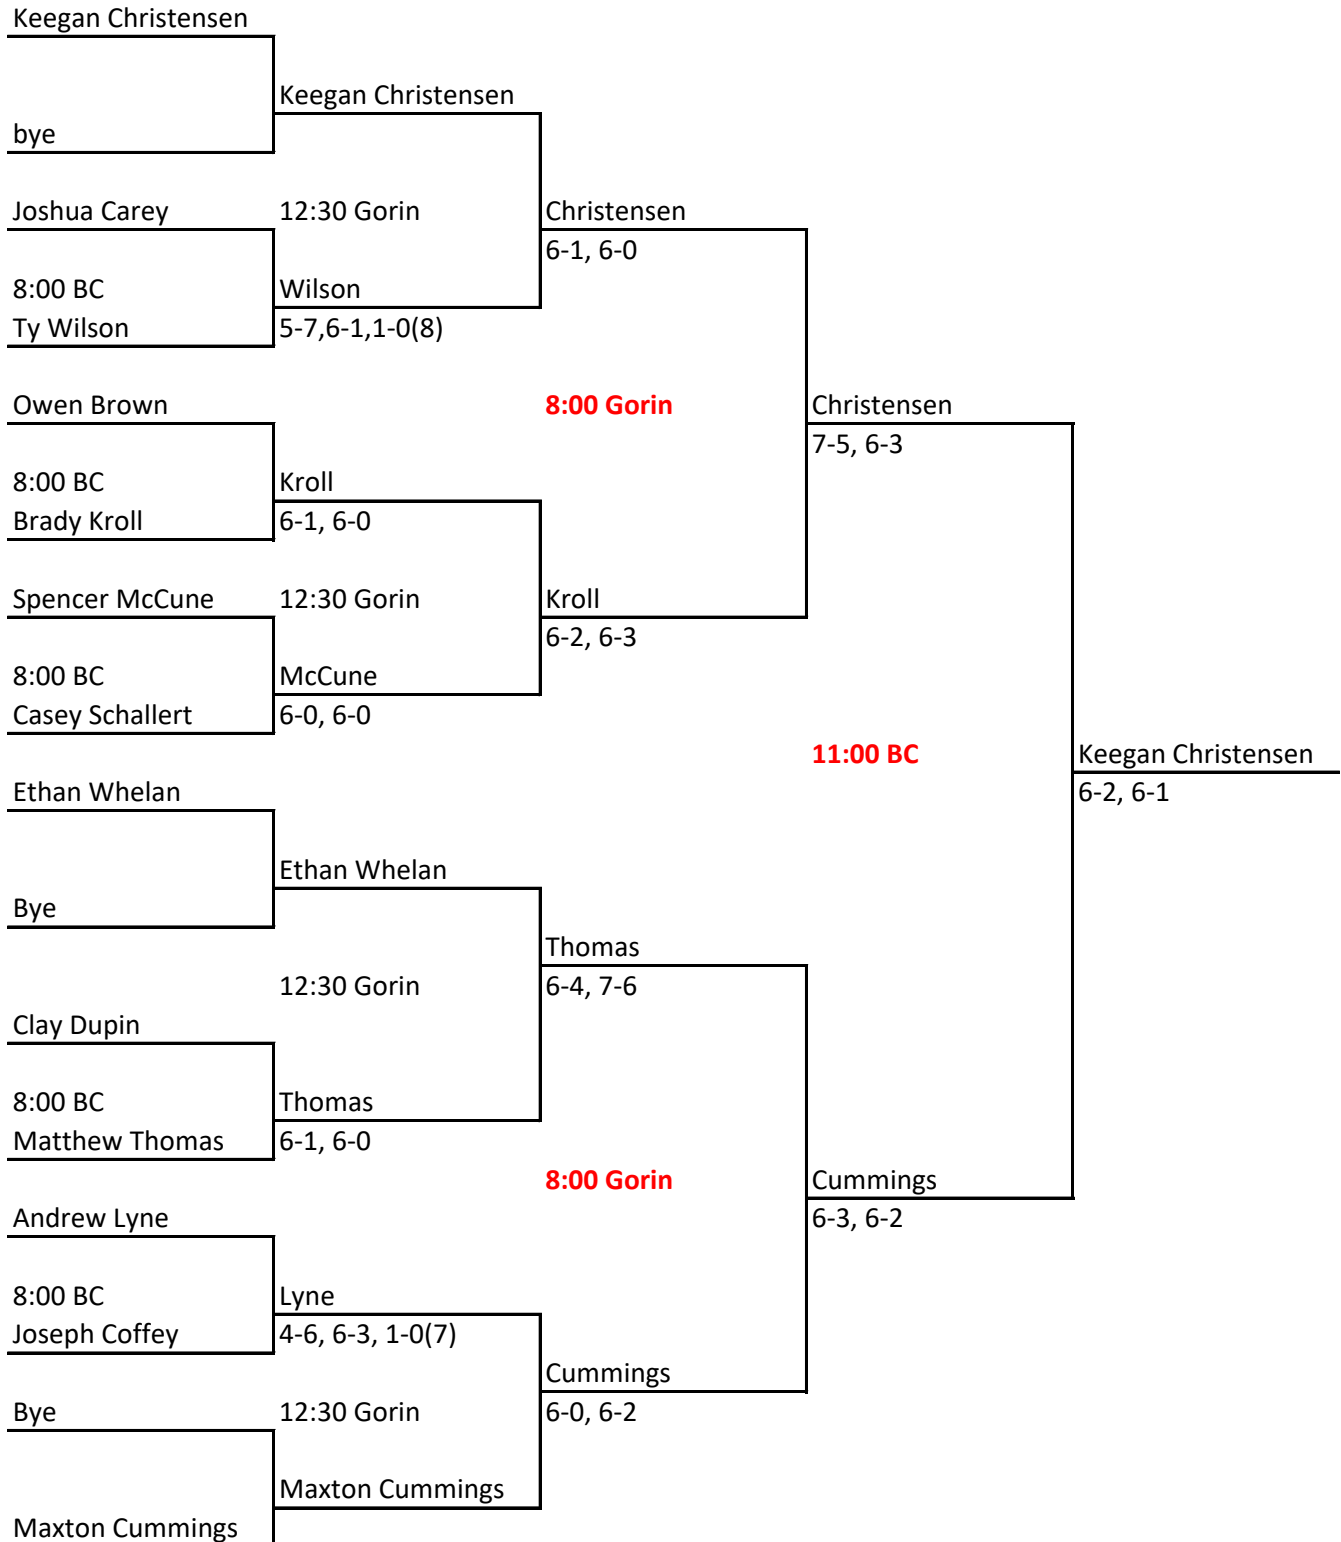 Keegan Christensen
Keegan Christensen
bye
Joshua Carey 12:30 Gorin Christensen
6-1, 6-0
8:00 BC Wilson
Ty Wilson 5-7,6-1,1-0(8)
Owen Brown 8:00 Gorin Christensen
7-5, 6-3
8:00 BC Kroll
Brady Kroll 6-1, 6-0
Spencer McCune 12:30 Gorin Kroll
6-2, 6-3
8:00 BC McCune
Casey Schallert 6-0, 6-0
11:00 BC Keegan Christensen
Ethan Whelan 6-2, 6-1
Ethan Whelan
Bye
Thomas
12:30 Gorin 6-4, 7-6
Clay Dupin
8:00 BC Thomas
Matthew Thomas 6-1, 6-0
8:00 Gorin Cummings
Andrew Lyne 6-3, 6-2
8:00 BC Lyne
Joseph Coffey 4-6, 6-3, 1-0(7)
Cummings
Bye 12:30 Gorin 6-0, 6-2
Maxton Cummings
Maxton Cummings